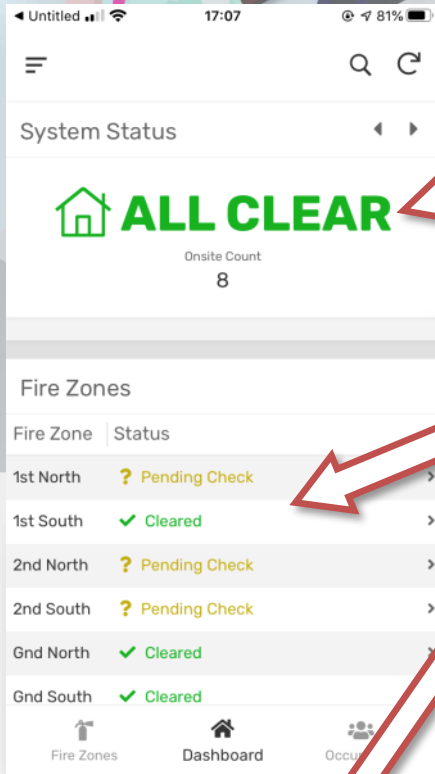 Untitled 17:07 81%
System Status
ALL CLEAR
Onsite Count
8
Fire Zones
Fire Zone Status
1st North ? Pending Check
1st South Cleared
2nd North ? Pending Check
2nd South ? Pending Check
Gnd North Cleared
Gnd South Cleared
Fire Zones Dashboard